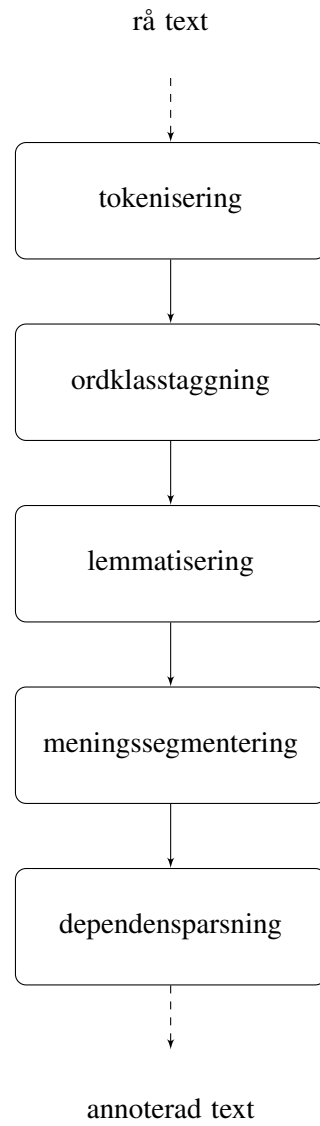 rå text
tokenisering
ordklasstaggning
lemmatisering
meningssegmentering
dependensparsning
annoterad text